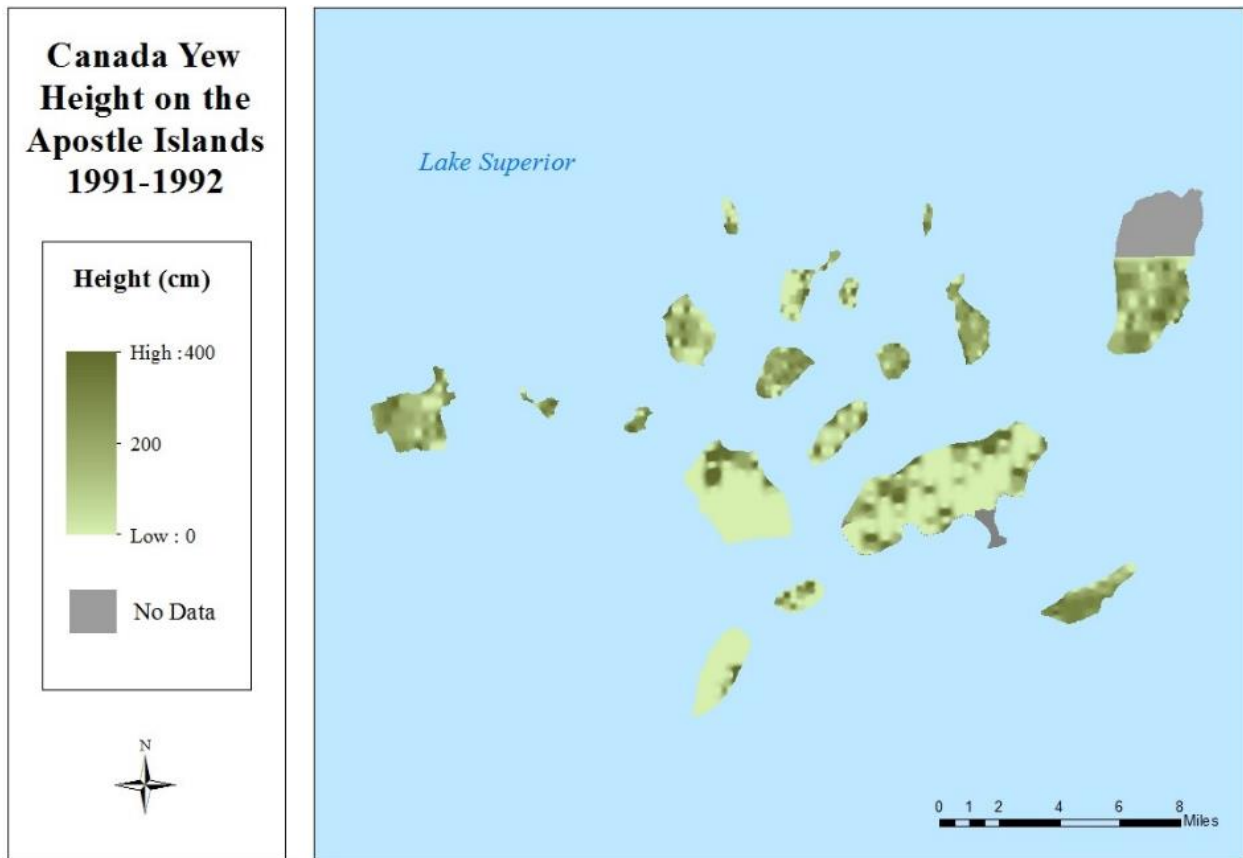 Canada Yew
Height on the
Apostle Islands
1991-1992
Height (cm)
High : 400
200
Low : 0
No Data
N
Lake Superior
0 1 2 4 6 8
Miles